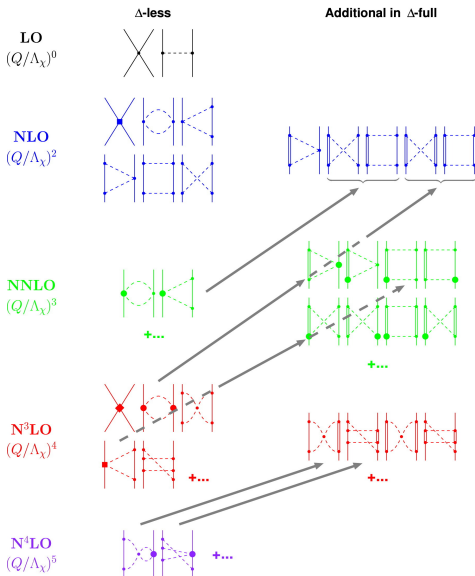 Δ-less Additional in Δ-full
LO
(Q/Λχ)⁰
NLO
(Q/Λχ)²
NNLO
(Q/Λχ)³
+...
+...
N³LO
(Q/Λχ)⁴
+...
+...
N⁴LO
(Q/Λχ)⁵
+...